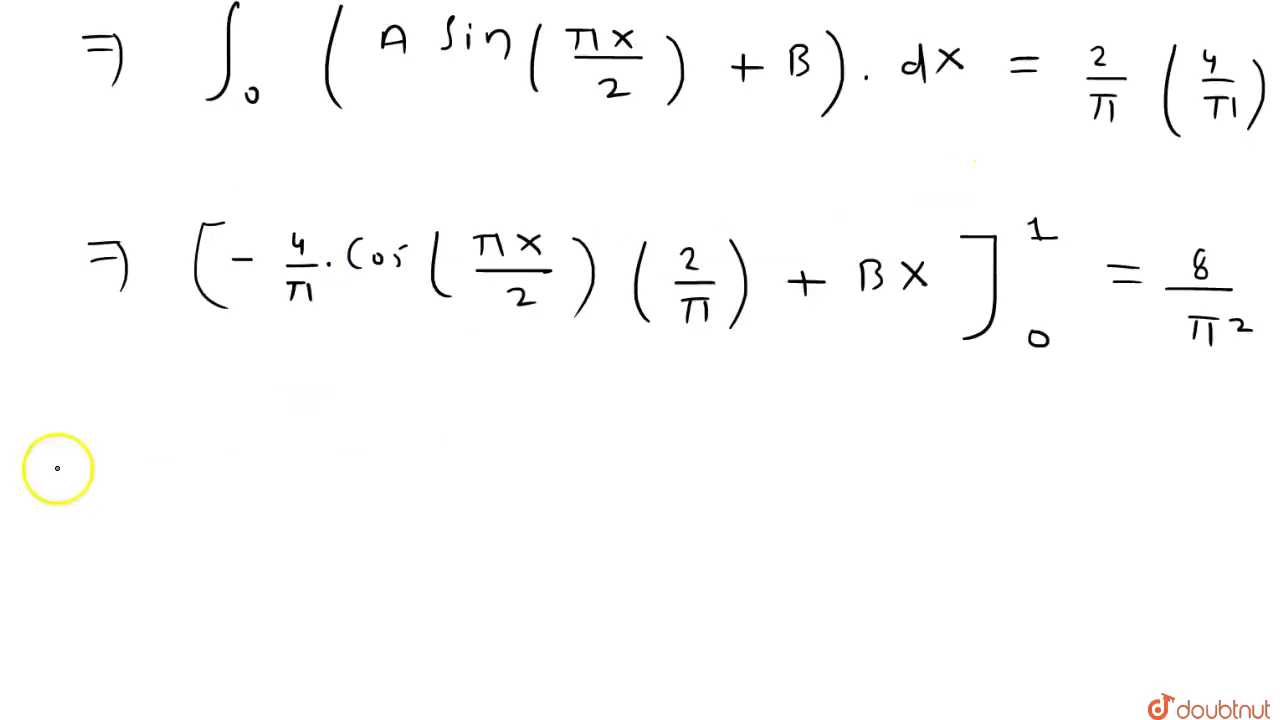 ⇒ ∫₀ ( A Sin ( πx/2 ) + B ) . dx = 2/π ( 4/π )
⇒ [ - 4/π . Cos ( πx/2 ) ( 2/π ) + Bx ]₀¹ = 8/π²
doubtnut